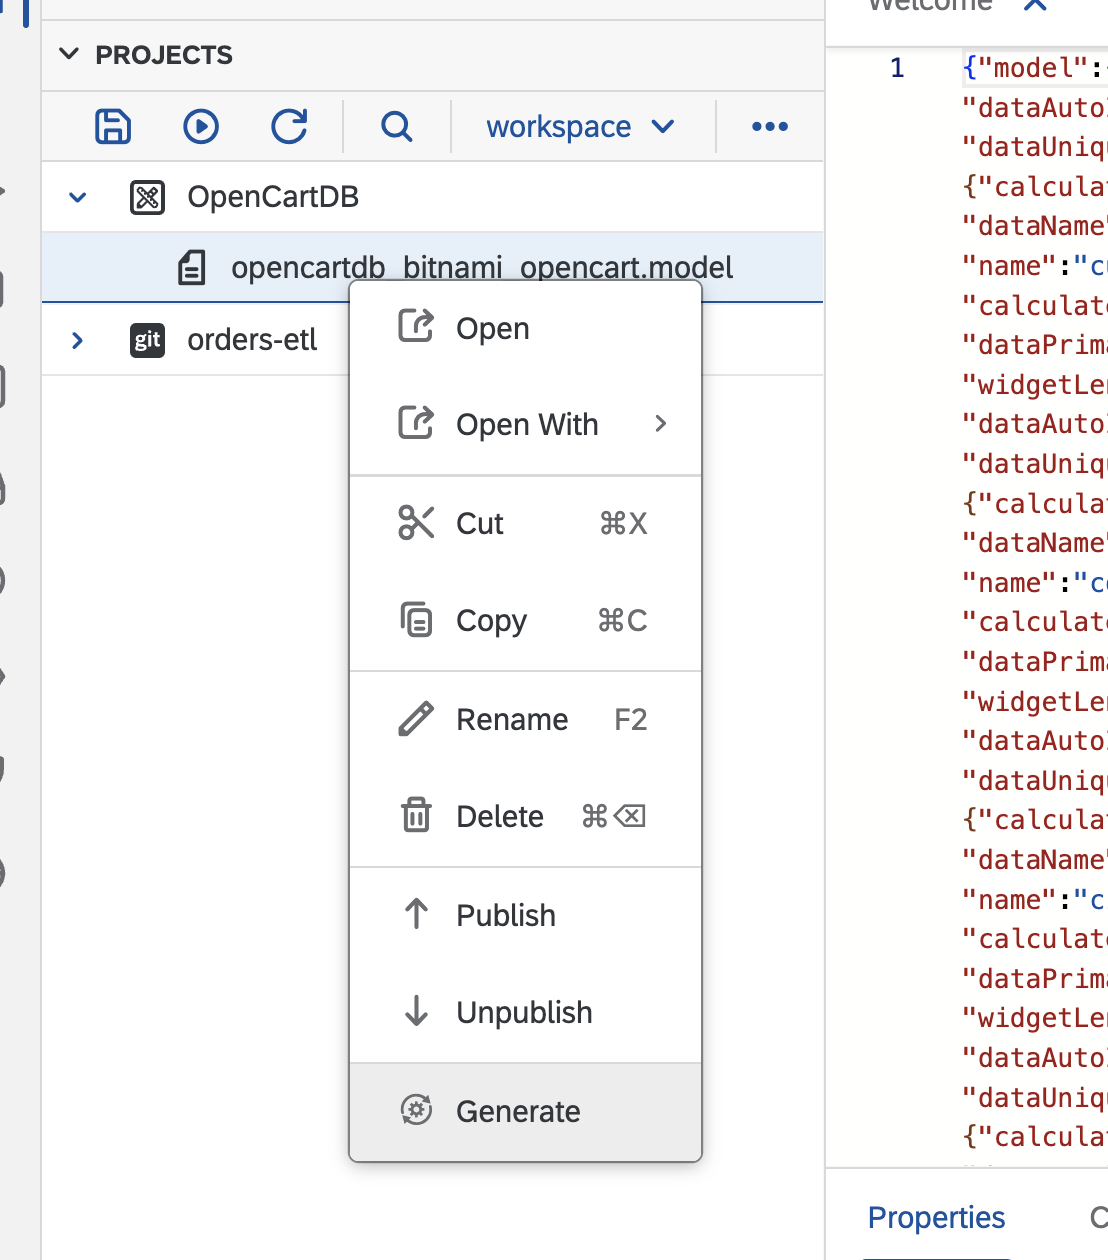 Welcome
PROJECTS
workspace
OpenCartDB
opencartdb_bitnami_opencart.model
git orders-etl
Open
Open With
Cut ⌘X
Copy ⌘C
Rename F2
Delete ⌘⌫
Publish
Unpublish
Generate
1 {"model":
"dataAuto
"dataUniq
{"calcula
"dataName"
"name":"c
"calculat
"dataPrim
"widgetLe
"dataAuto
"dataUniq
{"calcula
"dataName"
"name":"c
"calculat
"dataPrim
"widgetLe
"dataAuto
"dataUniq
{"calcula
"dataName"
"name":"c
"calculat
"dataPrim
"widgetLe
"dataAuto
"dataUniq
{"calcula
Properties